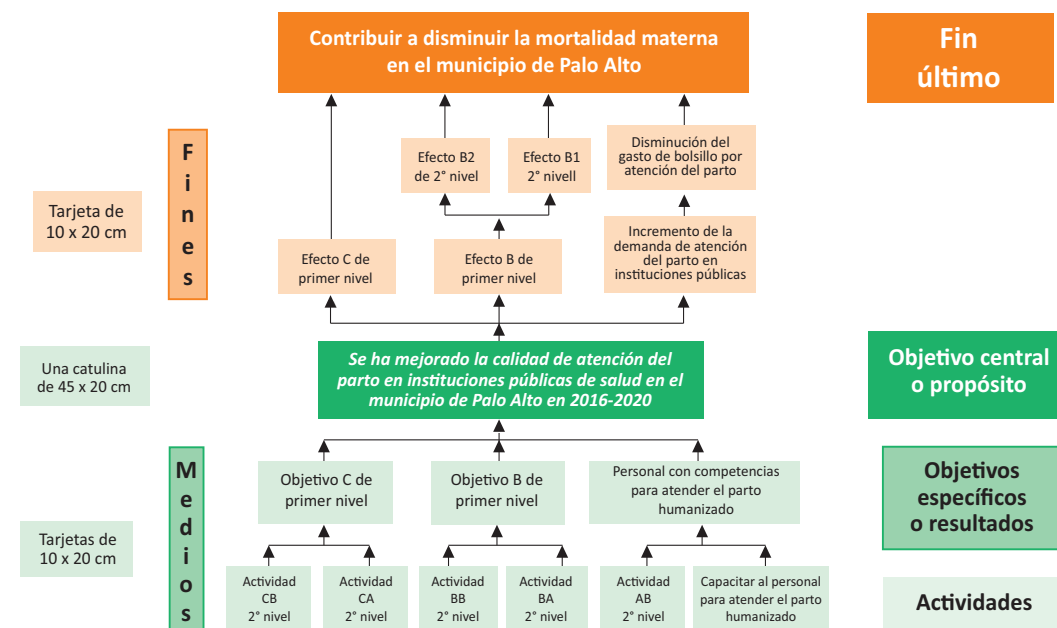 Contribuir a disminuir la mortalidad materna
en el municipio de Palo Alto
Fin
último
F
i
n
e
s
Tarjeta de
10 x 20 cm
Efecto B2
de 2° nivel
Efecto B1
2° nivell
Disminución del
gasto de bolsillo por
atención del parto
Efecto C de
primer nivel
Efecto B de
primer nivel
Incremento de la
demanda de atención
del parto en
instituciones públicas
Una catulina
de 45 x 20 cm
Se ha mejorado la calidad de atención del
parto en instituciones públicas de salud en el
municipio de Palo Alto en 2016-2020
Objetivo central
o propósito
M
e
d
i
o
s
Objetivo C de
primer nivel
Objetivo B de
primer nivel
Personal con competencias
para atender el parto
humanizado
Objetivos
específicos
o resultados
Tarjetas de
10 x 20 cm
Actividad
CB
2° nivel
Actividad
CA
2° nivel
Actividad
BB
2° nivel
Actividad
BA
2° nivel
Actividad
AB
2° nivel
Capacitar al personal
para atender el parto
humanizado
Actividades